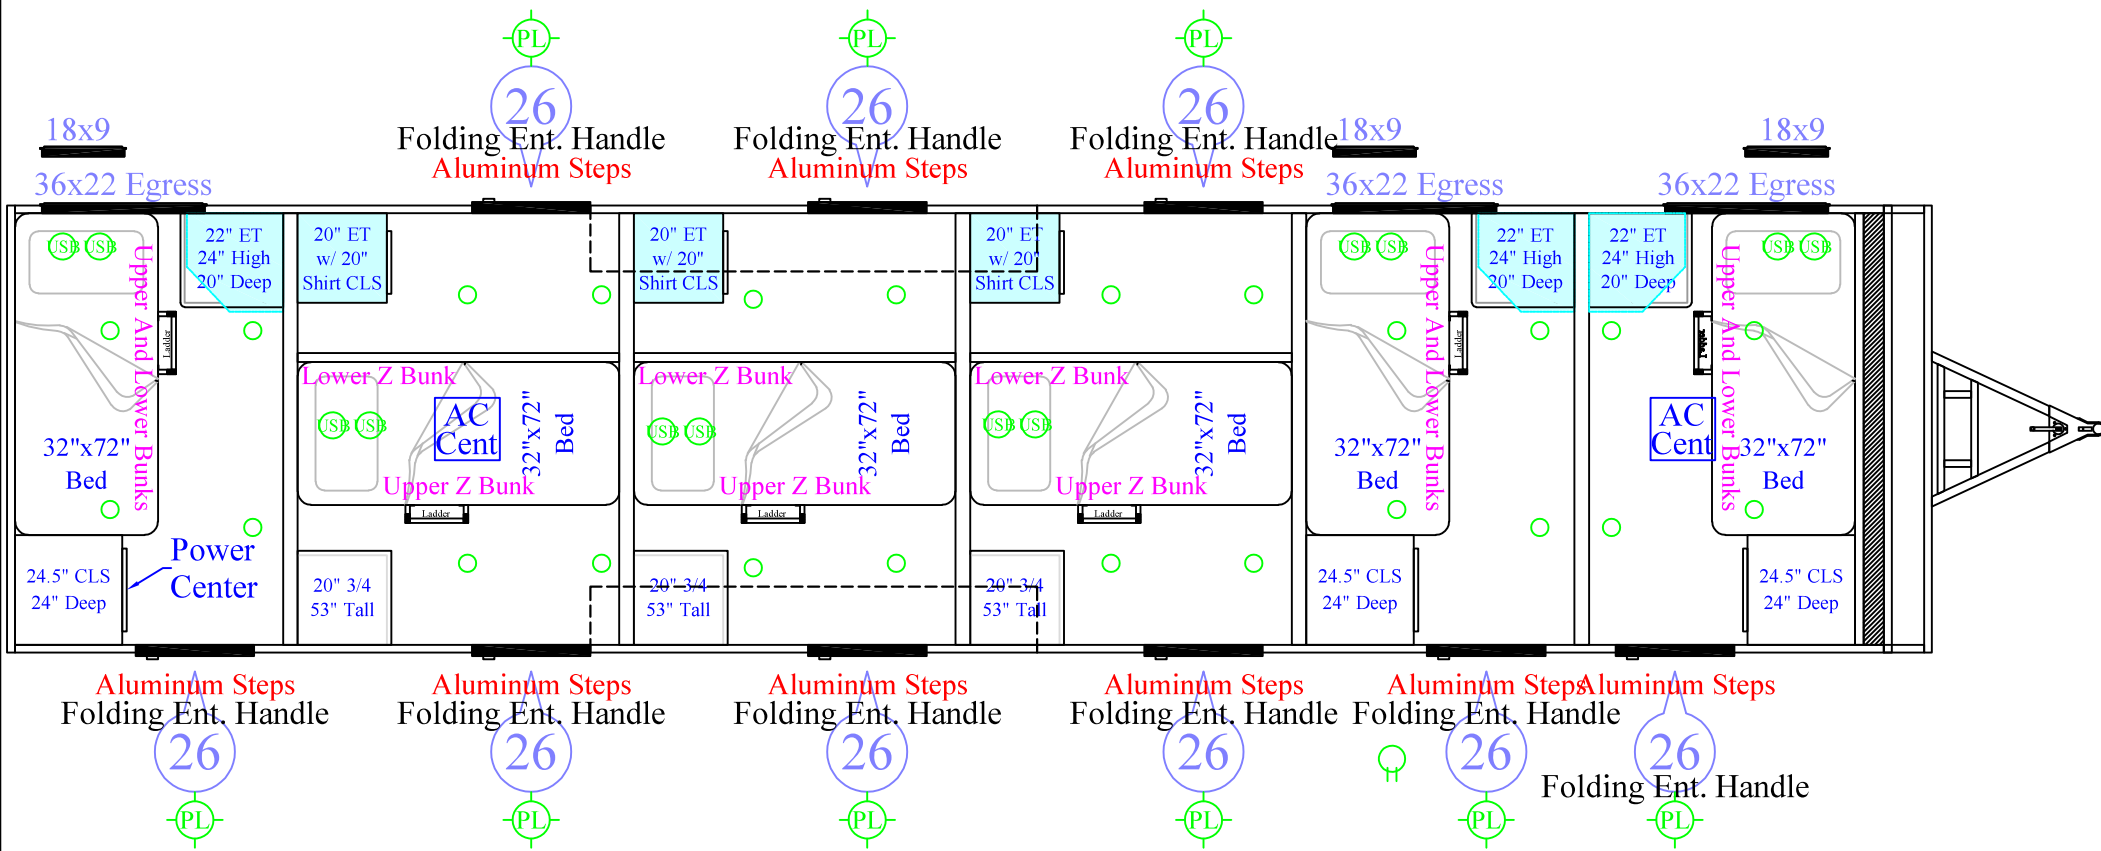 PL PL PL
26 26 26
18x9 Folding Ent. Handle Folding Ent. Handle Folding Ent. Handle 18x9 18x9
Aluminum Steps Aluminum Steps Aluminum Steps
36x22 Egress 36x22 Egress 36x22 Egress
USB USB
22" ET
24" High
20" Deep
20" ET
w/ 20"
Shirt CLS
20" ET
w/ 20"
Shirt CLS
20" ET
w/ 20"
Shirt CLS
USB USB
22" ET
24" High
20" Deep
22" ET
24" High
20" Deep
USB USB
Upper And Lower Bunks
Ladder
32"x72"
Bed
Lower Z Bunk
USB USB
AC
Cent
32"x72"
Bed
Upper Z Bunk
Ladder
Lower Z Bunk
USB USB
32"x72"
Bed
Upper Z Bunk
Ladder
Lower Z Bunk
USB USB
32"x72"
Bed
Upper Z Bunk
Ladder
Upper And Lower Bunks
Ladder
32"x72"
Bed
Ladder
AC
Cent
Upper And Lower Bunks
32"x72"
Bed
24.5" CLS
24" Deep
Power
Center
20" 3/4
53" Tall
20" 3/4
53" Tall
20" 3/4
53" Tall
24.5" CLS
24" Deep
24.5" CLS
24" Deep
Aluminum Steps Aluminum Steps Aluminum Steps Aluminum Steps Aluminum Steps Aluminum Steps
Folding Ent. Handle Folding Ent. Handle Folding Ent. Handle Folding Ent. Handle Folding Ent. Handle
26 26 26 26 26 26
Folding Ent. Handle
PL PL PL PL PL PL